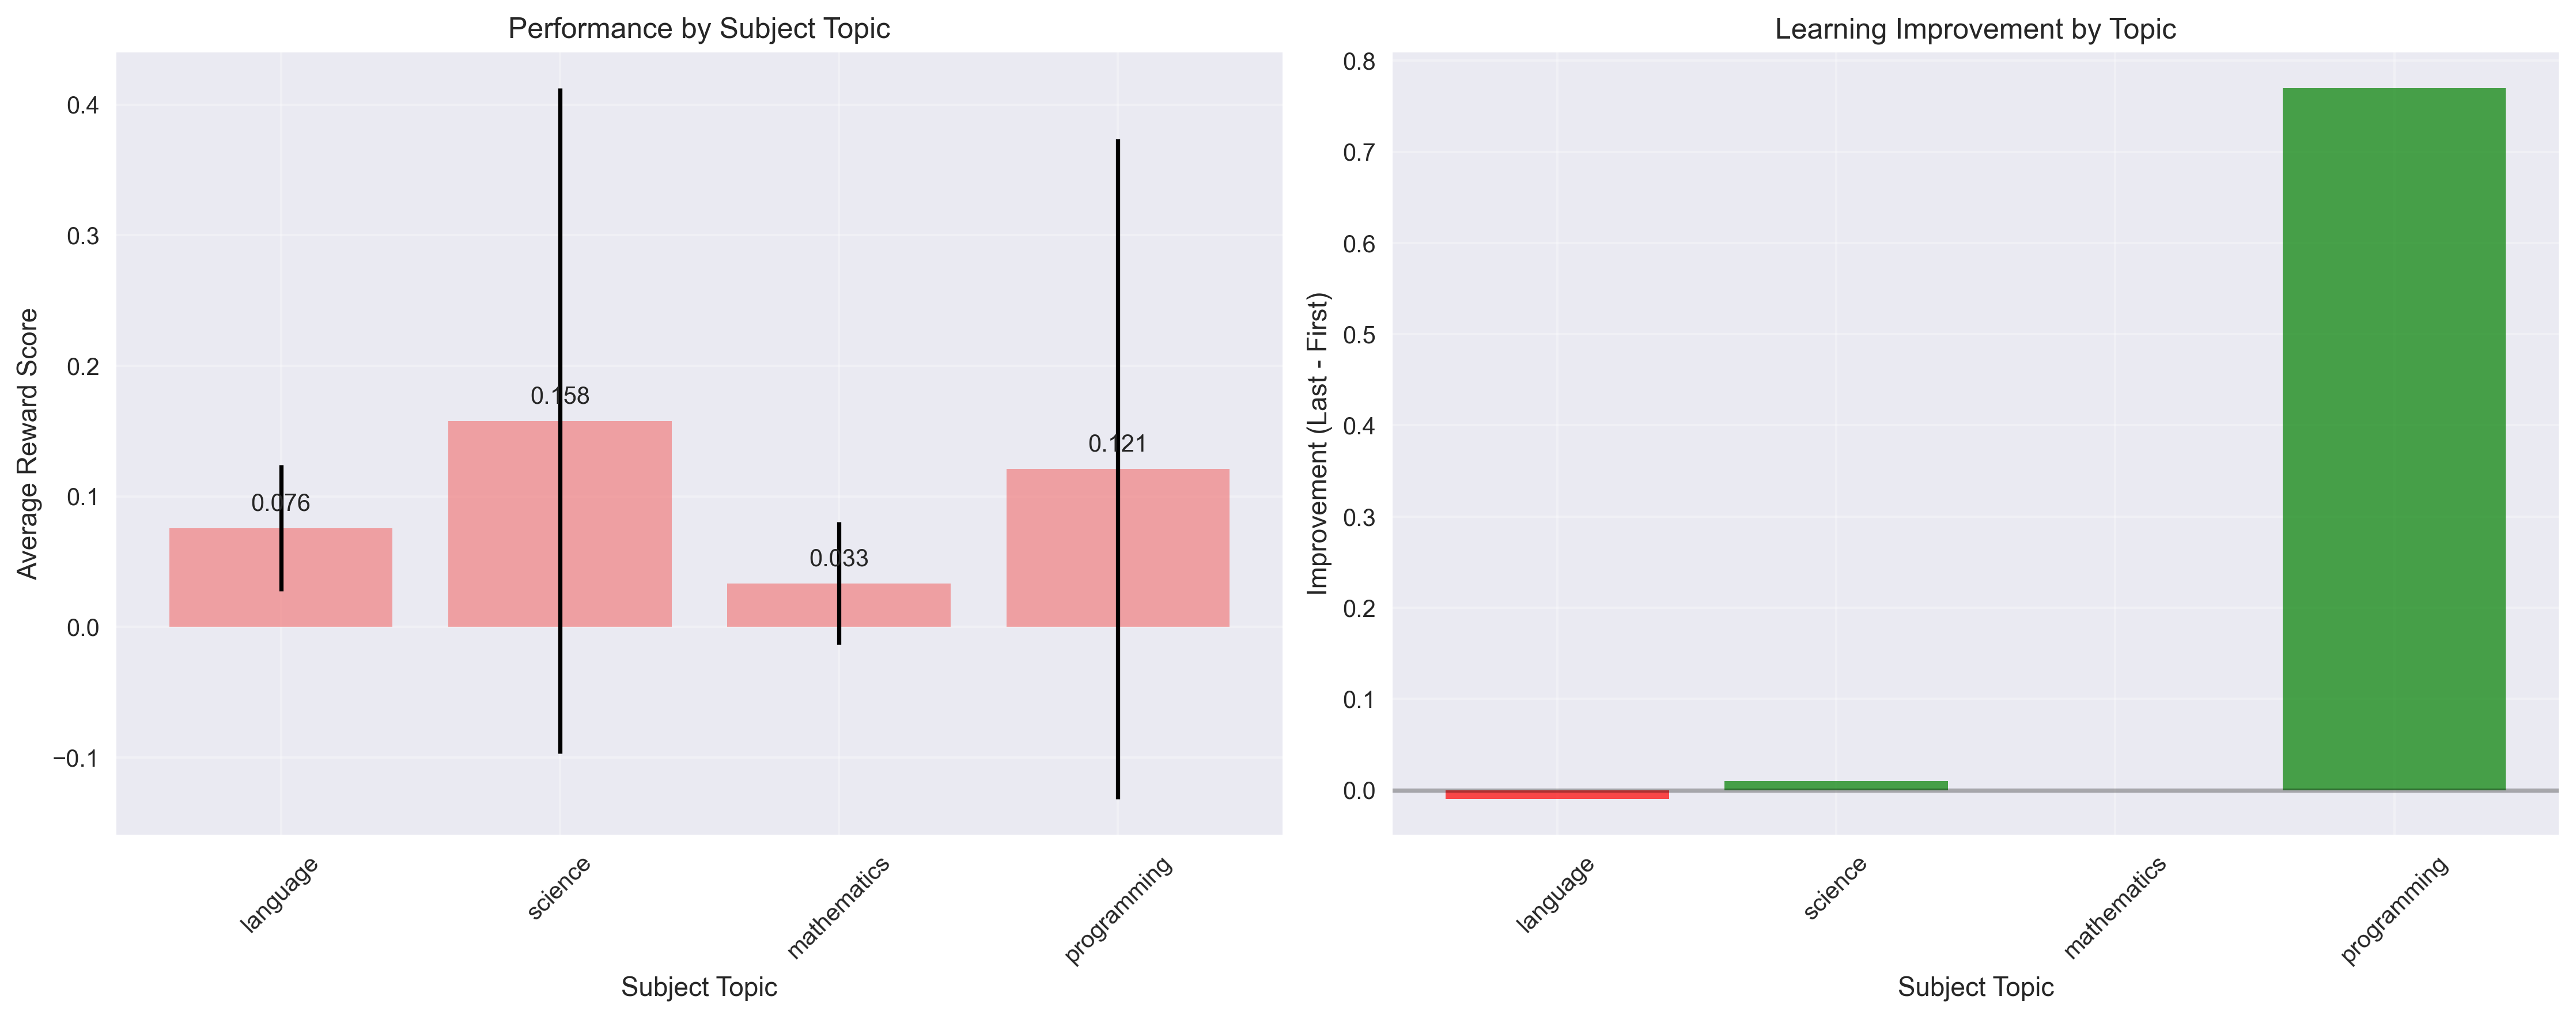 Performance by Subject Topic
Average Reward Score
0.4
0.3
0.2
0.1
0.0
−0.1
0.076
0.158
0.033
0.121
language
science
mathematics
programming
Subject Topic
Learning Improvement by Topic
Improvement (Last - First)
0.8
0.7
0.6
0.5
0.4
0.3
0.2
0.1
0.0
language
science
mathematics
programming
Subject Topic